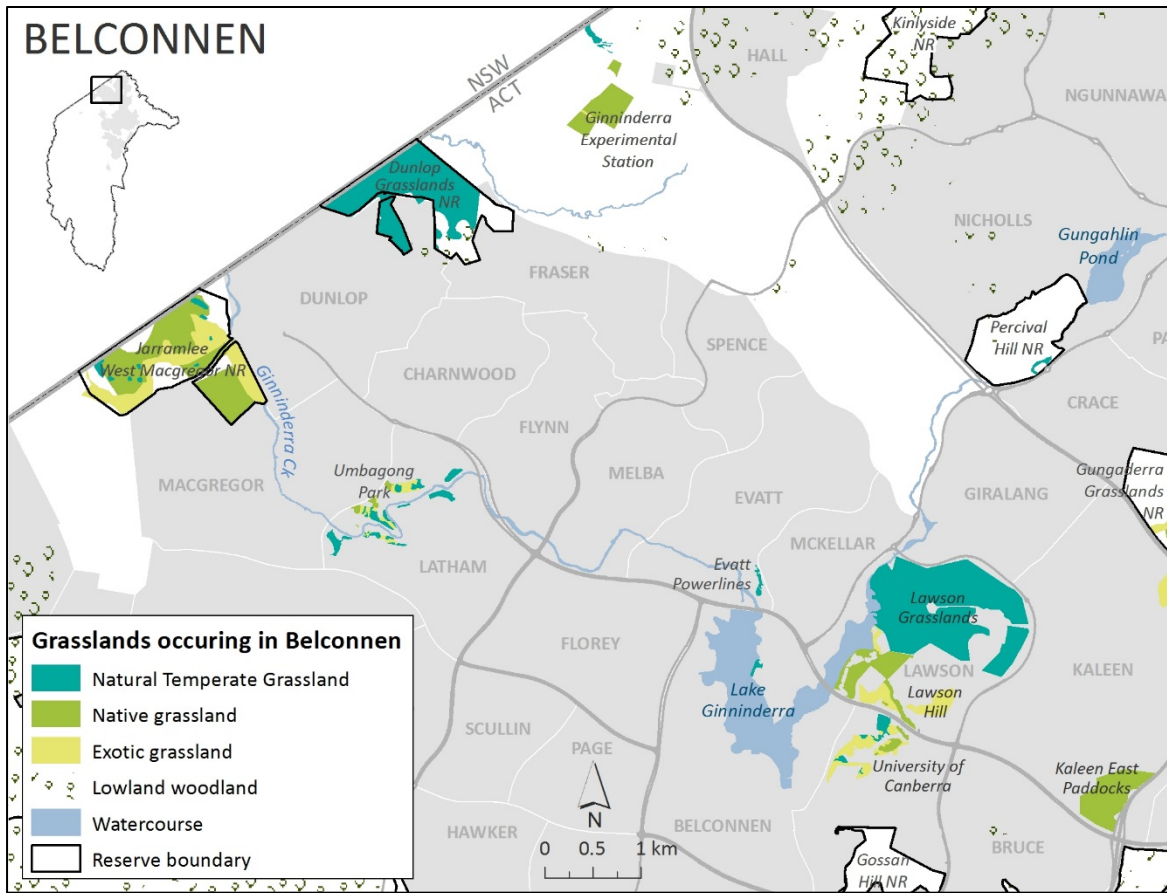 BELCONNEN
NSW
ACT
HALL
Kinlyside
NR
NGUNNAWA
Ginninderra
Experimental
Station
Dunlop
Grasslands
NR
NICHOLLS
Gungahlin
Pond
FRASER
DUNLOP
Percival
Hill NR
PA
SPENCE
Jarramlee
West Macgregor NR
CHARNWOOD
Ginninderra Ck
CRACE
FLYNN
Umbagong
Park
MELBA
MACGREGOR
EVATT
GIRALANG
Gungaderra
Grasslands
NR
MCKELLAR
LATHAM
Evatt
Powerlines
Lawson
Grasslands
FLOREY
LAWSON
KALEEN
Lawson
Hill
Lake
Ginninderra
SCULLIN
PAGE
University of
Canberra
Kaleen East
Paddocks
HAWKER
BELCONNEN
BRUCE
Gossan
Hill NR
N
0 0.5 1 km
Grasslands occuring in Belconnen
Natural Temperate Grassland
Native grassland
Exotic grassland
Lowland woodland
Watercourse
Reserve boundary